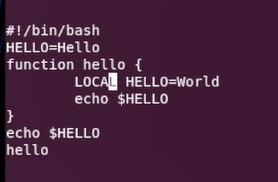 #!/bin/bash
HELLO=Hello
function hello {
        LOCAL HELLO=World
        echo $HELLO
}
echo $HELLO
hello